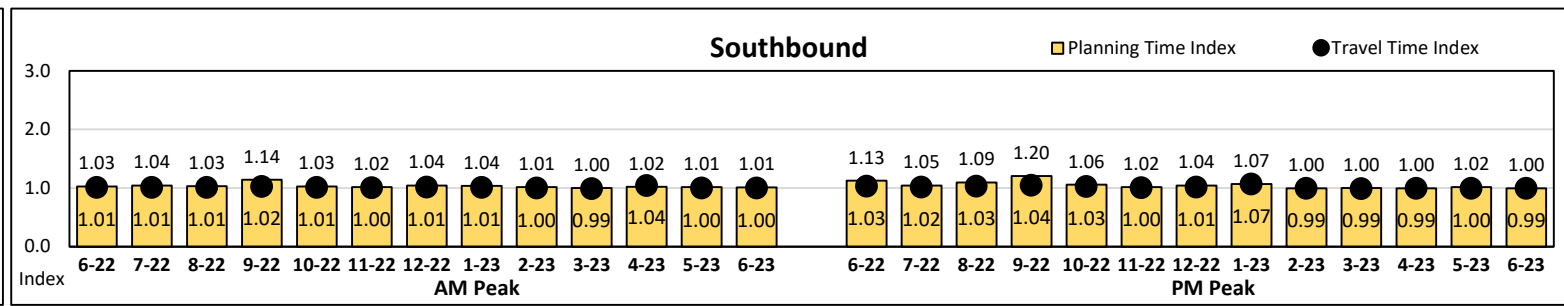 Southbound
Planning Time Index
Travel Time Index
3.0
2.0
1.0
0.0
1.03 1.04 1.03 1.14 1.03 1.02 1.04 1.04 1.01 1.00 1.02 1.01 1.01
1.13 1.05 1.09 1.20 1.06 1.02 1.04 1.07 1.00 1.00 1.00 1.02 1.00
1.01 1.01 1.01 1.02 1.01 1.00 1.01 1.01 1.00 0.99 1.04 1.00 1.00
1.03 1.02 1.03 1.04 1.03 1.00 1.01 1.07 0.99 0.99 0.99 1.00 0.99
6-22 7-22 8-22 9-22 10-22 11-22 12-22 1-23 2-23 3-23 4-23 5-23 6-23
6-22 7-22 8-22 9-22 10-22 11-22 12-22 1-23 2-23 3-23 4-23 5-23 6-23
Index
AM Peak
PM Peak